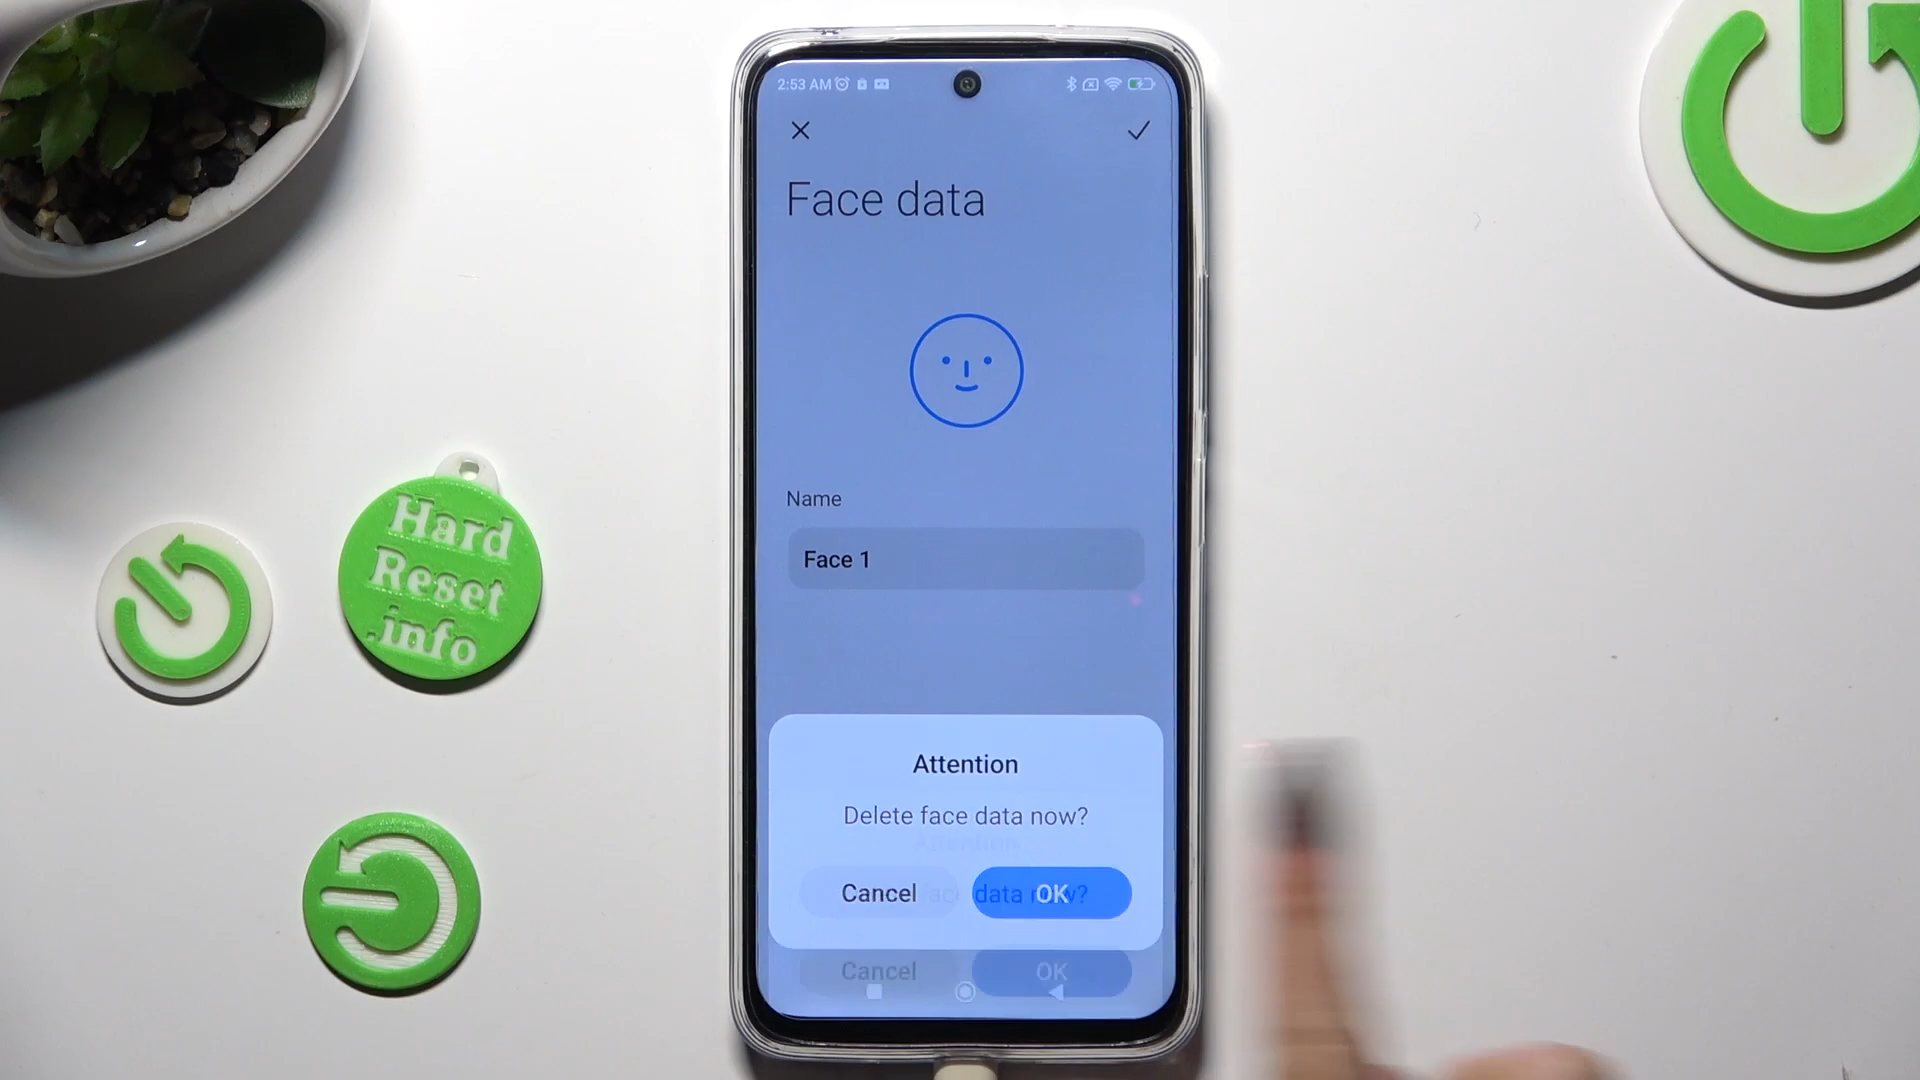 2:53 AM
Face data
Name
Face 1
Attention
Delete face data now?
Cancel
OK
Cancel
OK
Hard
Reset
.info